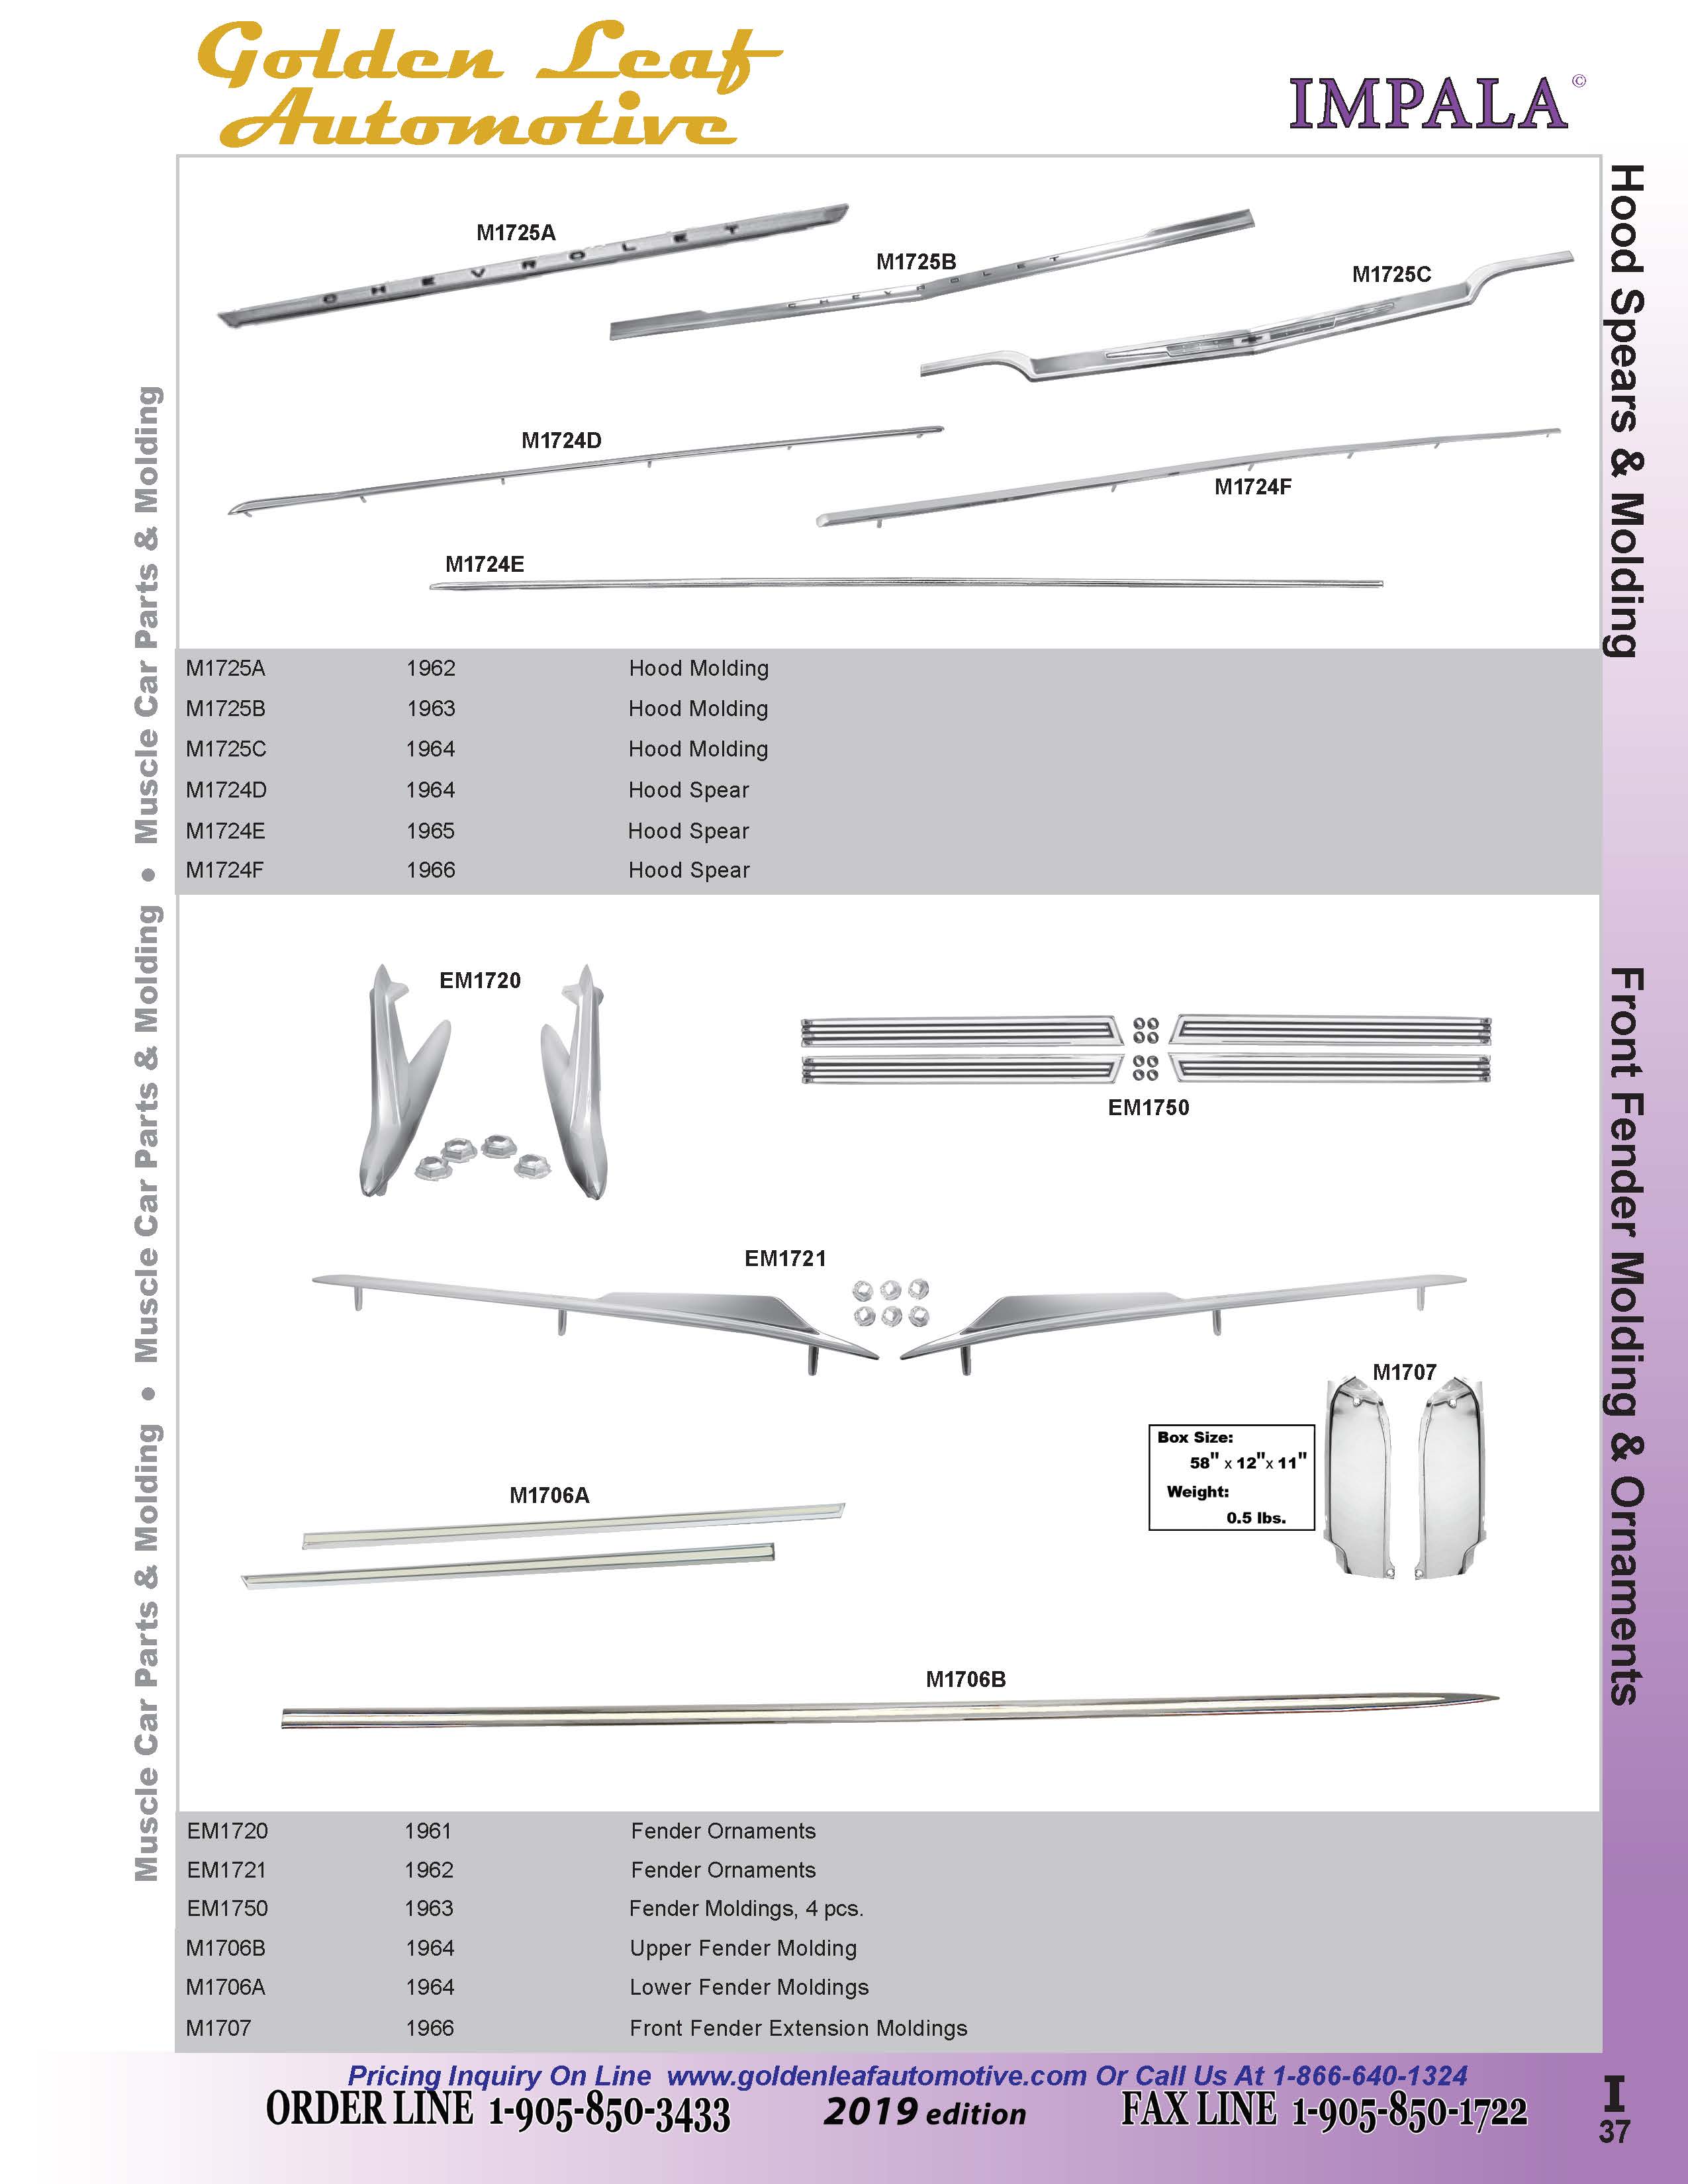 Golden Leaf
Automotive
IMPALA©
Hood Spears & Molding
M1725A
M1725B
M1725C
CHEVROLET
CHEVROLET
M1724D
M1724F
M1724E
M1725A 1962 Hood Molding
M1725B 1963 Hood Molding
M1725C 1964 Hood Molding
M1724D 1964 Hood Spear
M1724E 1965 Hood Spear
M1724F 1966 Hood Spear
Front Fender Molding & Ornaments
EM1720
EM1750
EM1721
M1707
Box Size:
58" x 12"x 11"
Weight:
0.5 lbs.
M1706A
M1706B
EM1720 1961 Fender Ornaments
EM1721 1962 Fender Ornaments
EM1750 1963 Fender Moldings, 4 pcs.
M1706B 1964 Upper Fender Molding
M1706A 1964 Lower Fender Moldings
M1707 1966 Front Fender Extension Moldings
Muscle Car Parts & Molding • Muscle Car Parts & Molding • Muscle Car Parts & Molding
Pricing Inquiry On Line www.goldenleafautomotive.com Or Call Us At 1-866-640-1324
ORDER LINE 1-905-850-3433 2019 edition FAX LINE 1-905-850-1722
I
37